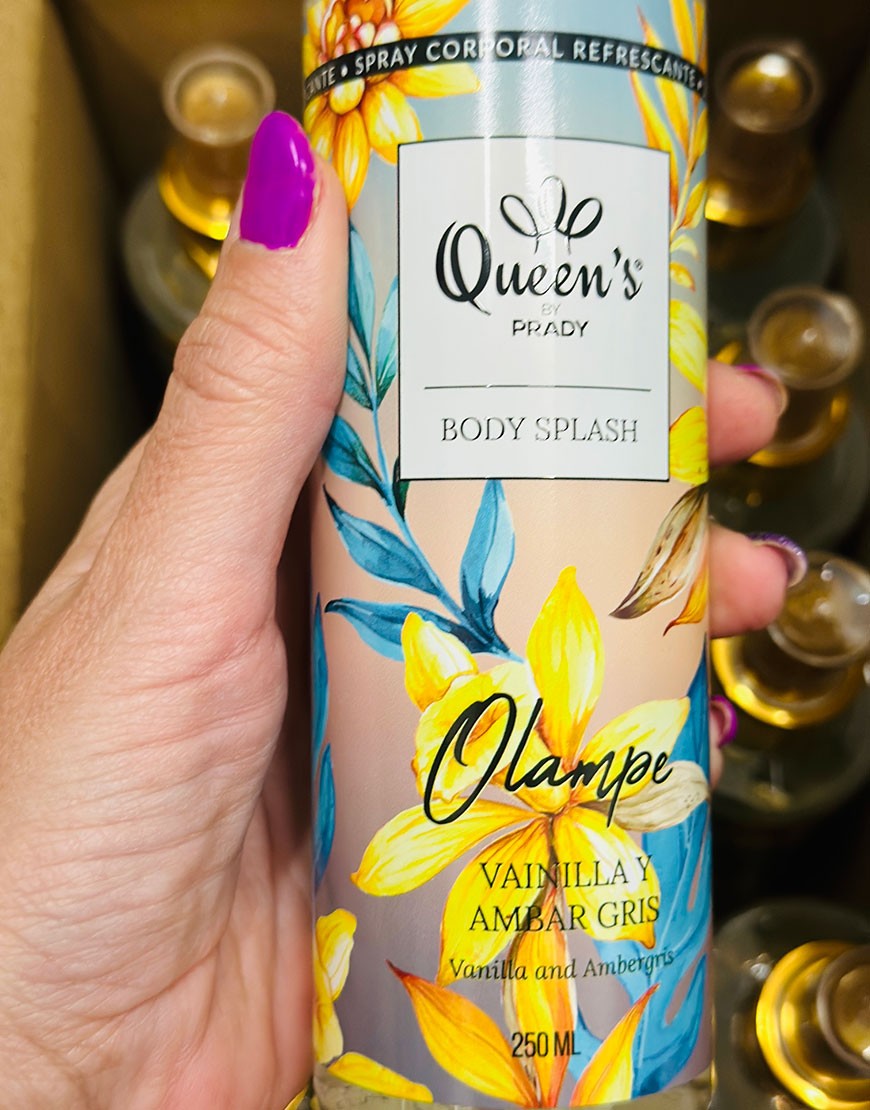 • SPRAY CORPORAL REFRESCANTE •
Queen's®
BY
PRADY
BODY SPLASH
Olampe
VAINILLA Y
AMBAR GRIS
Vanilla and Ambergris
250 ML